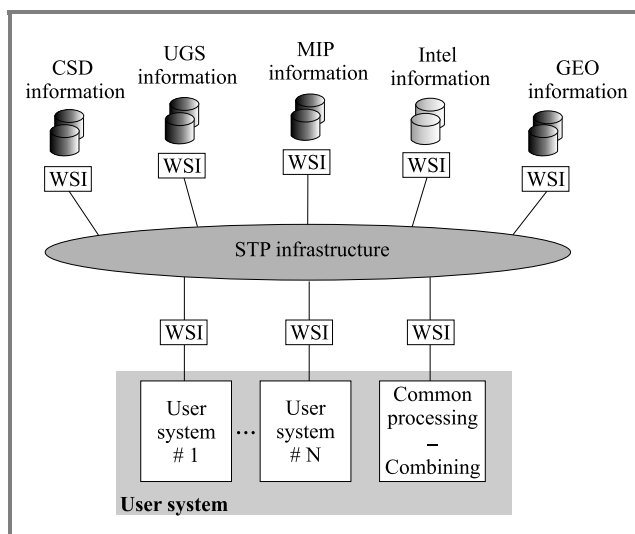 CSD
information
UGS
information
MIP
information
Intel
information
GEO
information
WSI
WSI
WSI
WSI
WSI
STP infrastructure
WSI
WSI
WSI
User
system
# 1
...
User
system
# N
Common
processing
–
Combining
User system